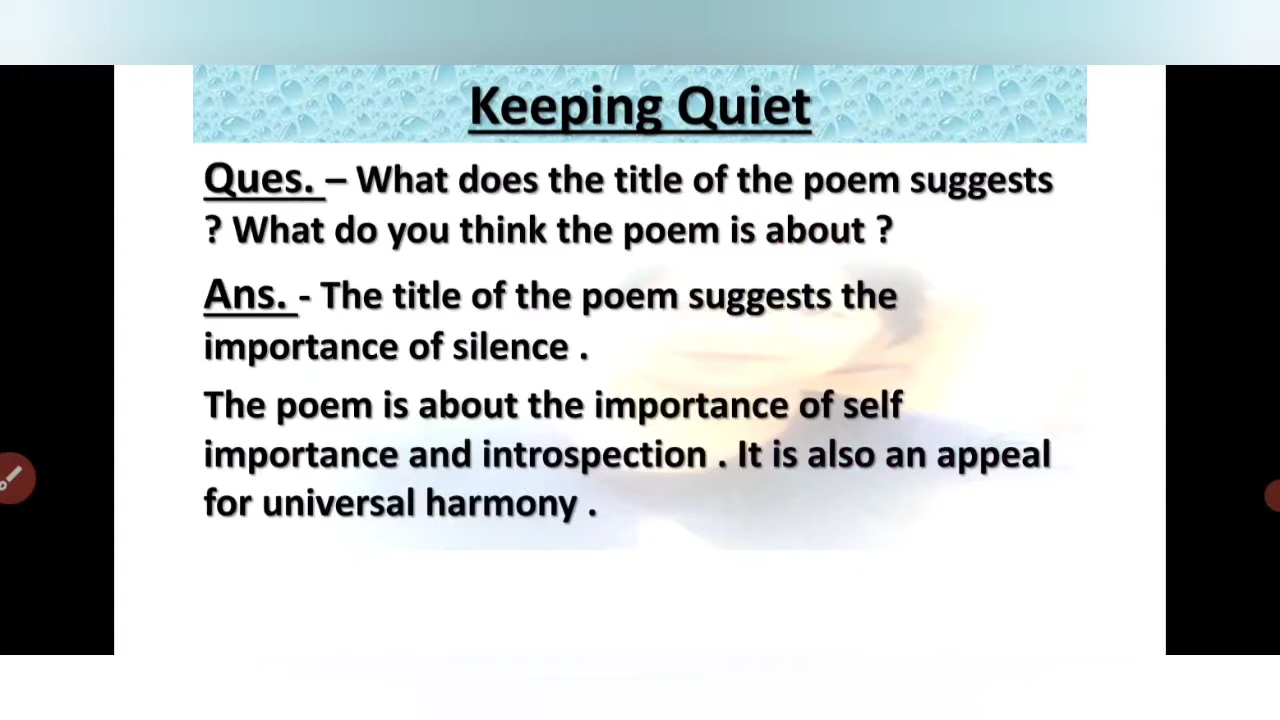 Keeping Quiet
Ques. – What does the title of the poem suggests
? What do you think the poem is about ?
Ans. - The title of the poem suggests the
importance of silence .
The poem is about the importance of self
importance and introspection . It is also an appeal
for universal harmony .